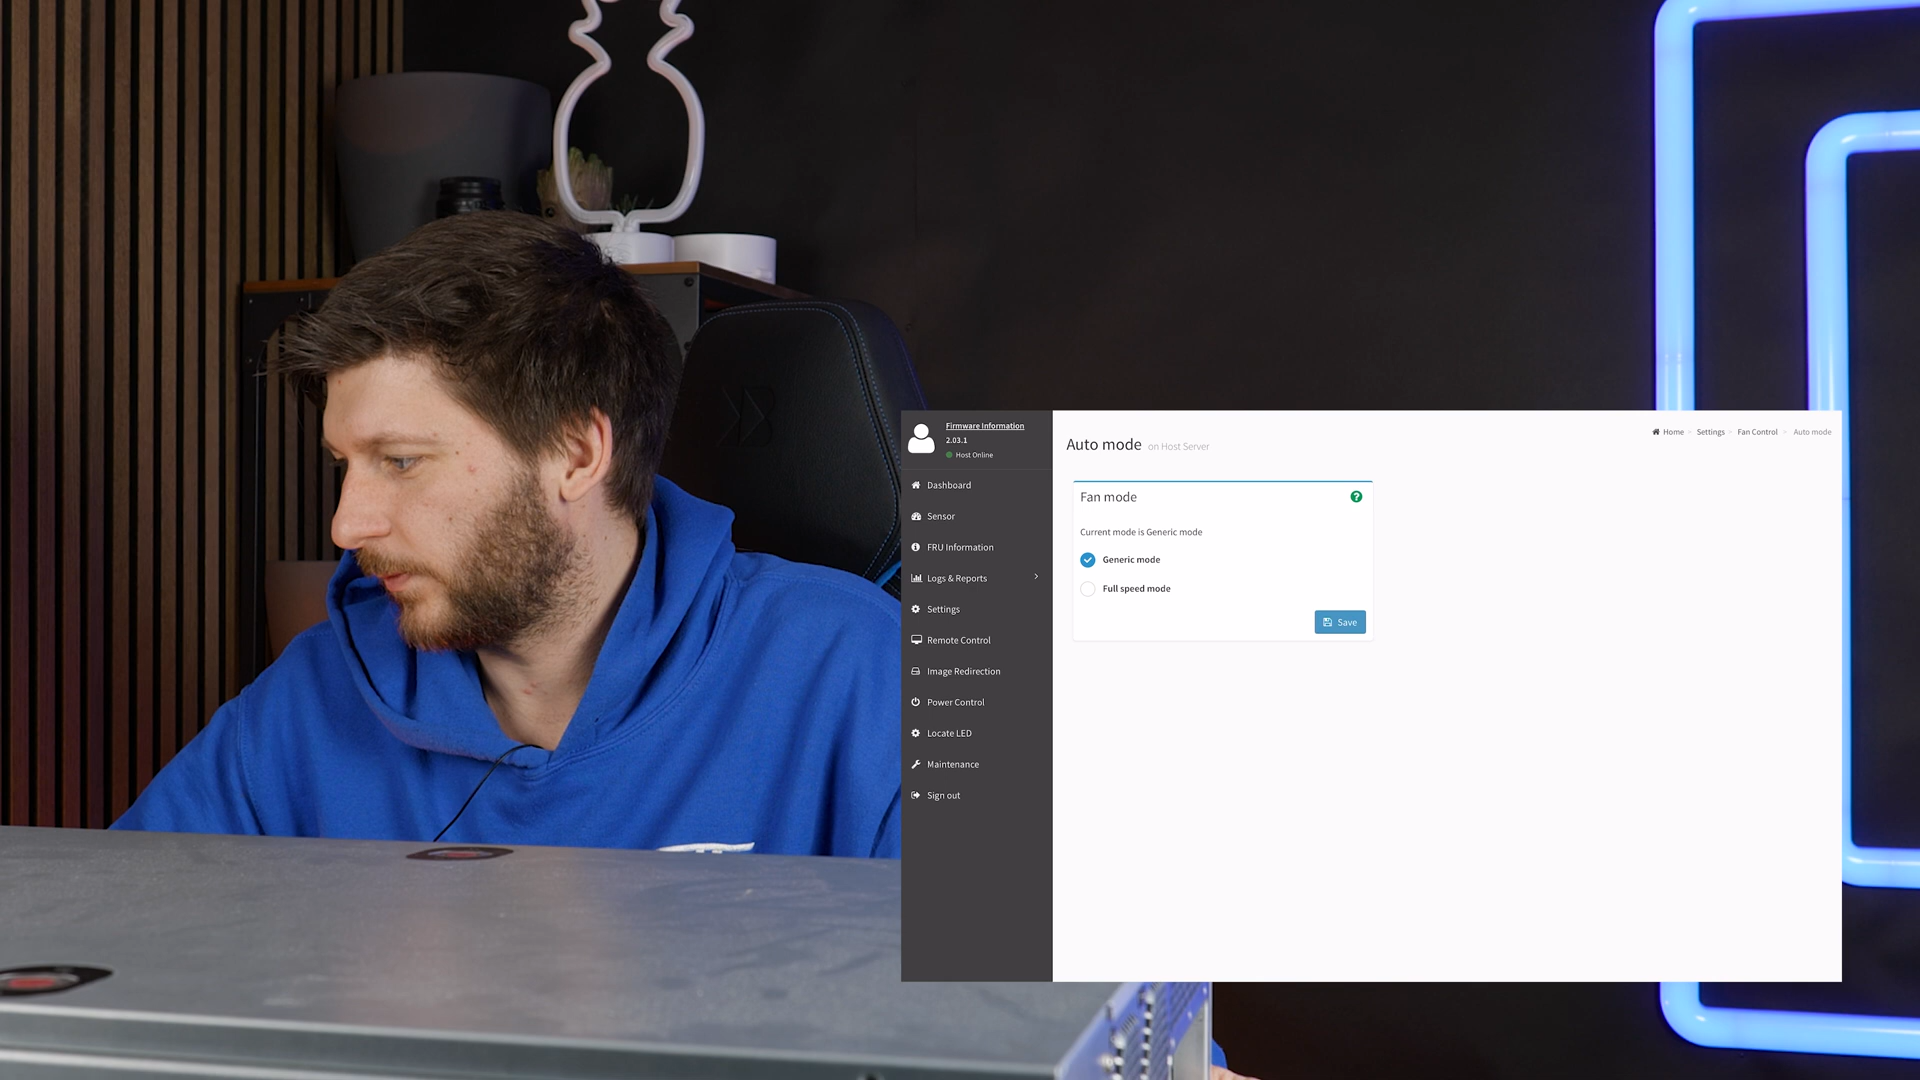 Firmware Information
2.03.1
Host Online
Dashboard
Sensor
FRU Information
Logs & Reports
Settings
Remote Control
Image Redirection
Power Control
Locate LED
Maintenance
Sign out
Auto mode on Host Server
Home > Settings > Fan Control > Auto mode
Fan mode
Current mode is Generic mode
Generic mode
Full speed mode
Save